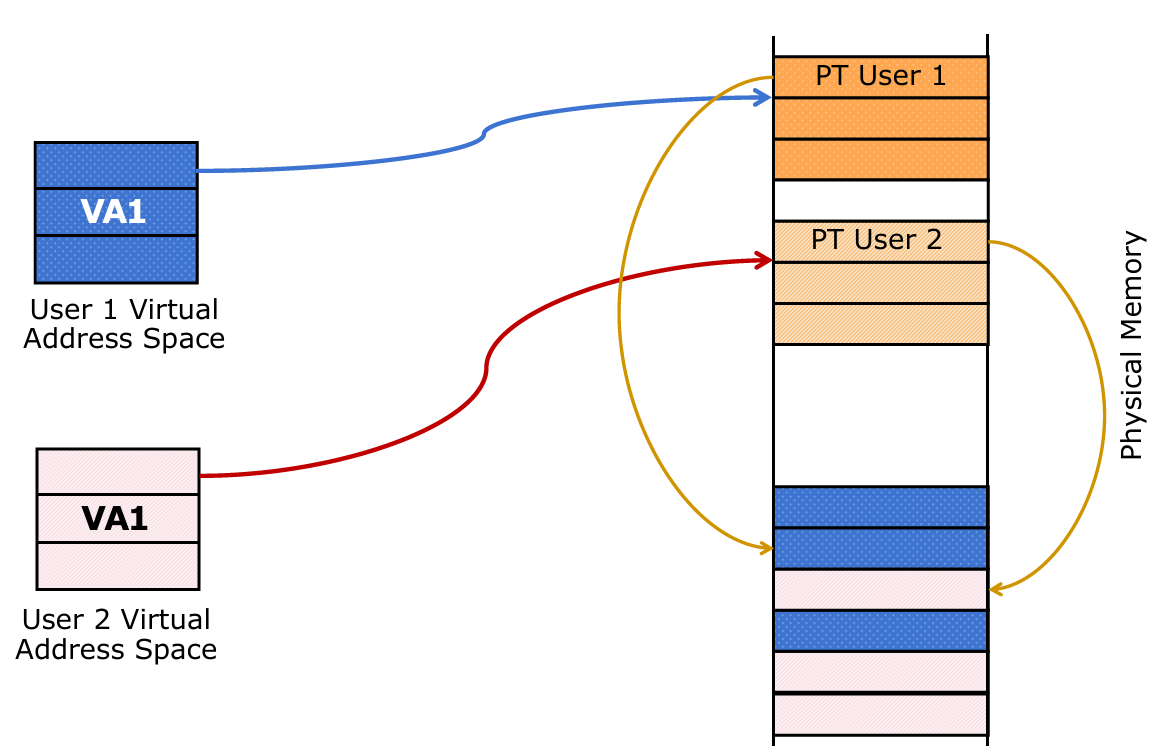 PT User 1
VA1
User 1 Virtual
Address Space
PT User 2
Physical Memory
VA1
User 2 Virtual
Address Space